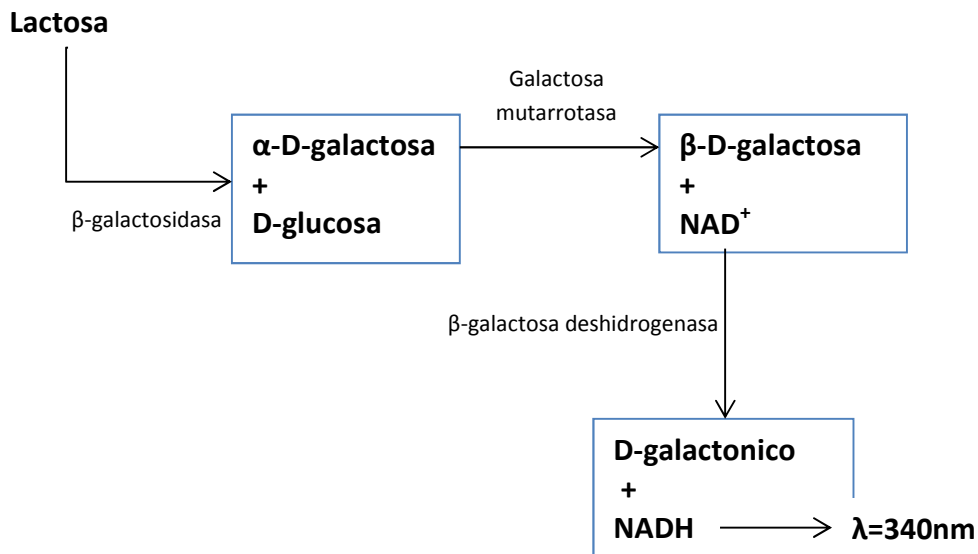 Lactosa
β-galactosidasa
α-D-galactosa
+
D-glucosa
Galactosa
mutarrotasa
β-D-galactosa
+
NAD⁺
β-galactosa deshidrogenasa
D-galactonico
+
NADH
λ=340nm